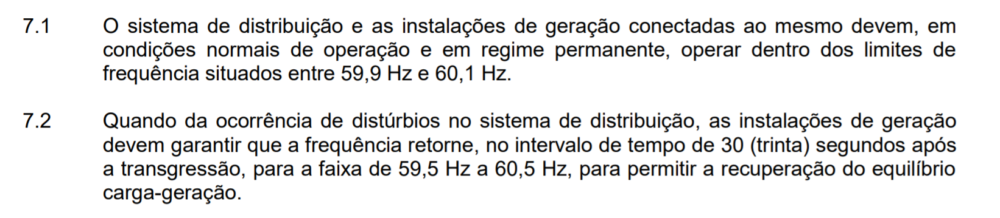 7.1 O sistema de distribuição e as instalações de geração conectadas ao mesmo devem, em
condições normais de operação e em regime permanente, operar dentro dos limites de
frequência situados entre 59,9 Hz e 60,1 Hz.
7.2 Quando da ocorrência de distúrbios no sistema de distribuição, as instalações de geração
devem garantir que a frequência retorne, no intervalo de tempo de 30 (trinta) segundos após
a transgressão, para a faixa de 59,5 Hz a 60,5 Hz, para permitir a recuperação do equilíbrio
carga-geração.